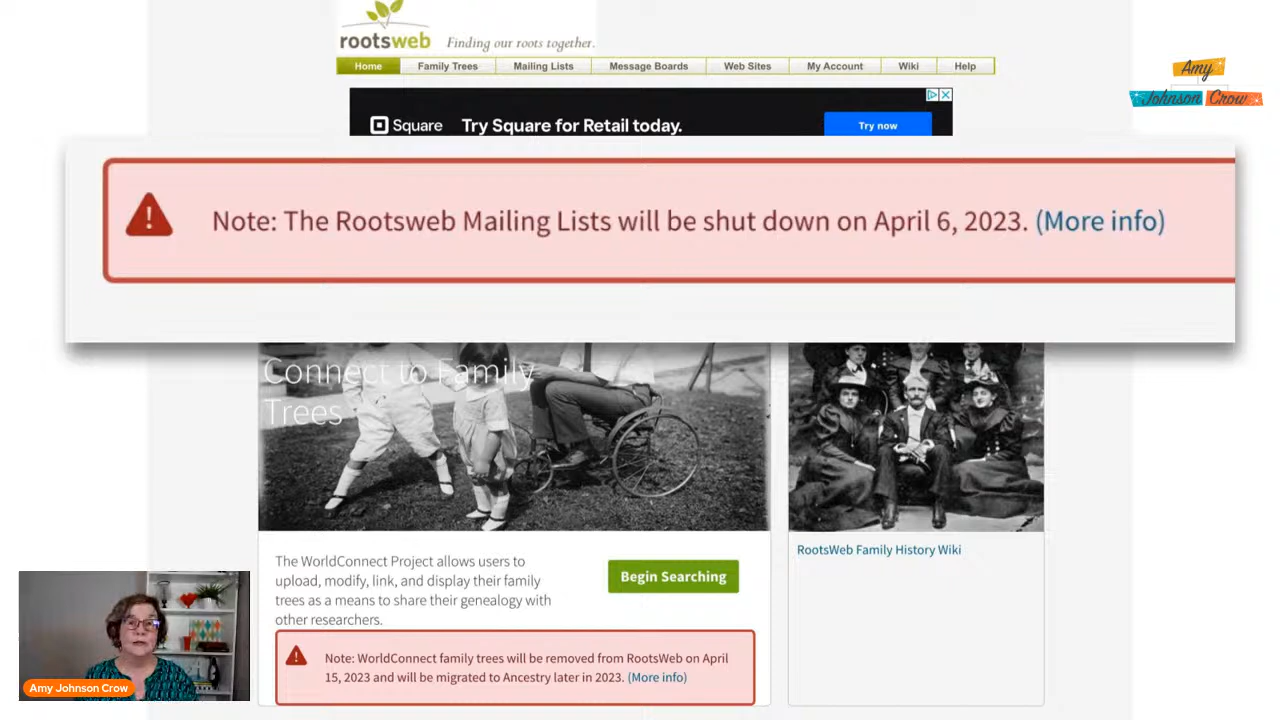 rootsweb Finding our roots together.
Home Family Trees Mailing Lists Message Boards Web Sites My Account Wiki Help
Amy
Johnson Crow
Square Try Square for Retail today. Try now
Note: The Rootsweb Mailing Lists will be shut down on April 6, 2023. (More info)
Connect to Family
Trees
The WorldConnect Project allows users to
upload, modify, link, and display their family
trees as a means to share their genealogy with
other researchers.
Begin Searching
RootsWeb Family History Wiki
Note: WorldConnect family trees will be removed from RootsWeb on April
15, 2023 and will be migrated to Ancestry later in 2023. (More info)
Amy Johnson Crow